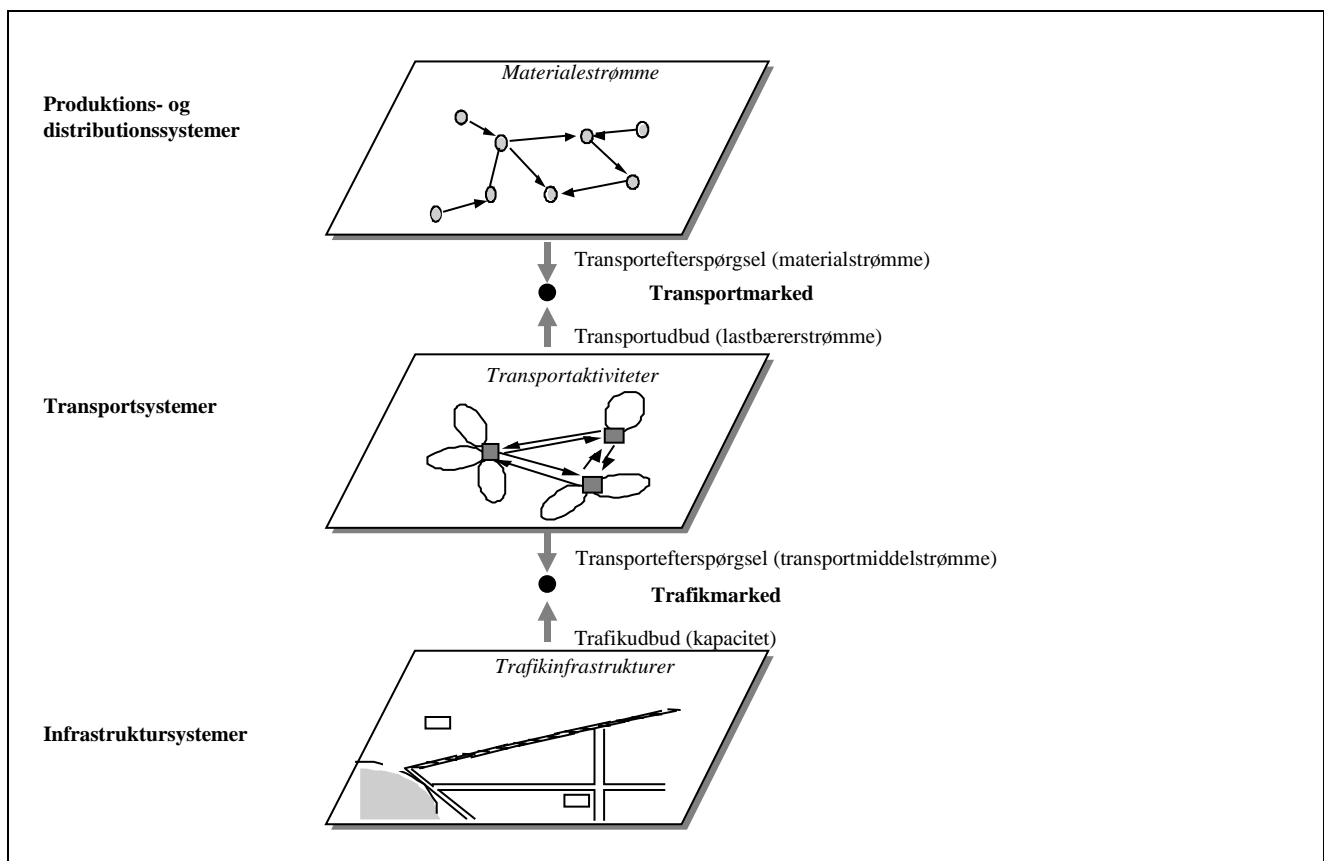 Materialestrømme
Produktions- og
distributionssystemer
Transportefterspørgsel (materialstrømme)
Transportmarked
Transportudbud (lastbærerstrømme)
Transportaktiviteter
Transportsystemer
Transportefterspørgsel (transportmiddelstrømme)
Trafikmarked
Trafikudbud (kapacitet)
Trafikinfrastrukturer
Infrastruktursystemer